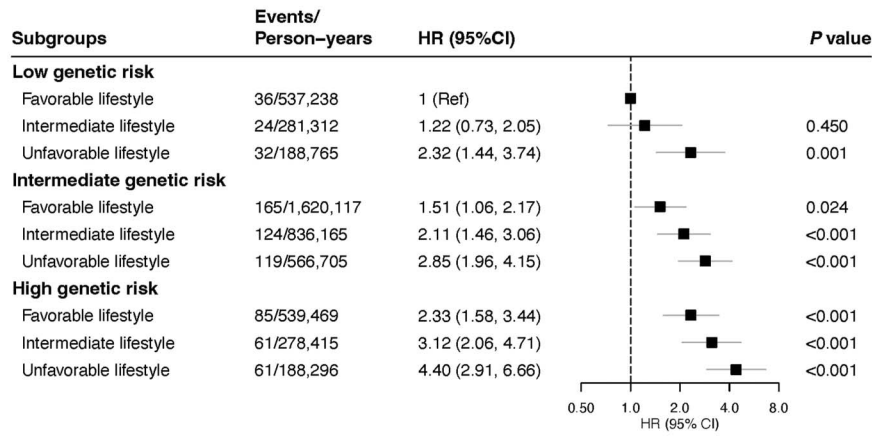 Subgroups Events/ Person–years HR (95%CI) P value
Low genetic risk
Favorable lifestyle 36/537,238 1 (Ref)
Intermediate lifestyle 24/281,312 1.22 (0.73, 2.05) 0.450
Unfavorable lifestyle 32/188,765 2.32 (1.44, 3.74) 0.001
Intermediate genetic risk
Favorable lifestyle 165/1,620,117 1.51 (1.06, 2.17) 0.024
Intermediate lifestyle 124/836,165 2.11 (1.46, 3.06) <0.001
Unfavorable lifestyle 119/566,705 2.85 (1.96, 4.15) <0.001
High genetic risk
Favorable lifestyle 85/539,469 2.33 (1.58, 3.44) <0.001
Intermediate lifestyle 61/278,415 3.12 (2.06, 4.71) <0.001
Unfavorable lifestyle 61/188,296 4.40 (2.91, 6.66) <0.001
0.50 1.0 2.0 4.0 8.0
HR (95% CI)